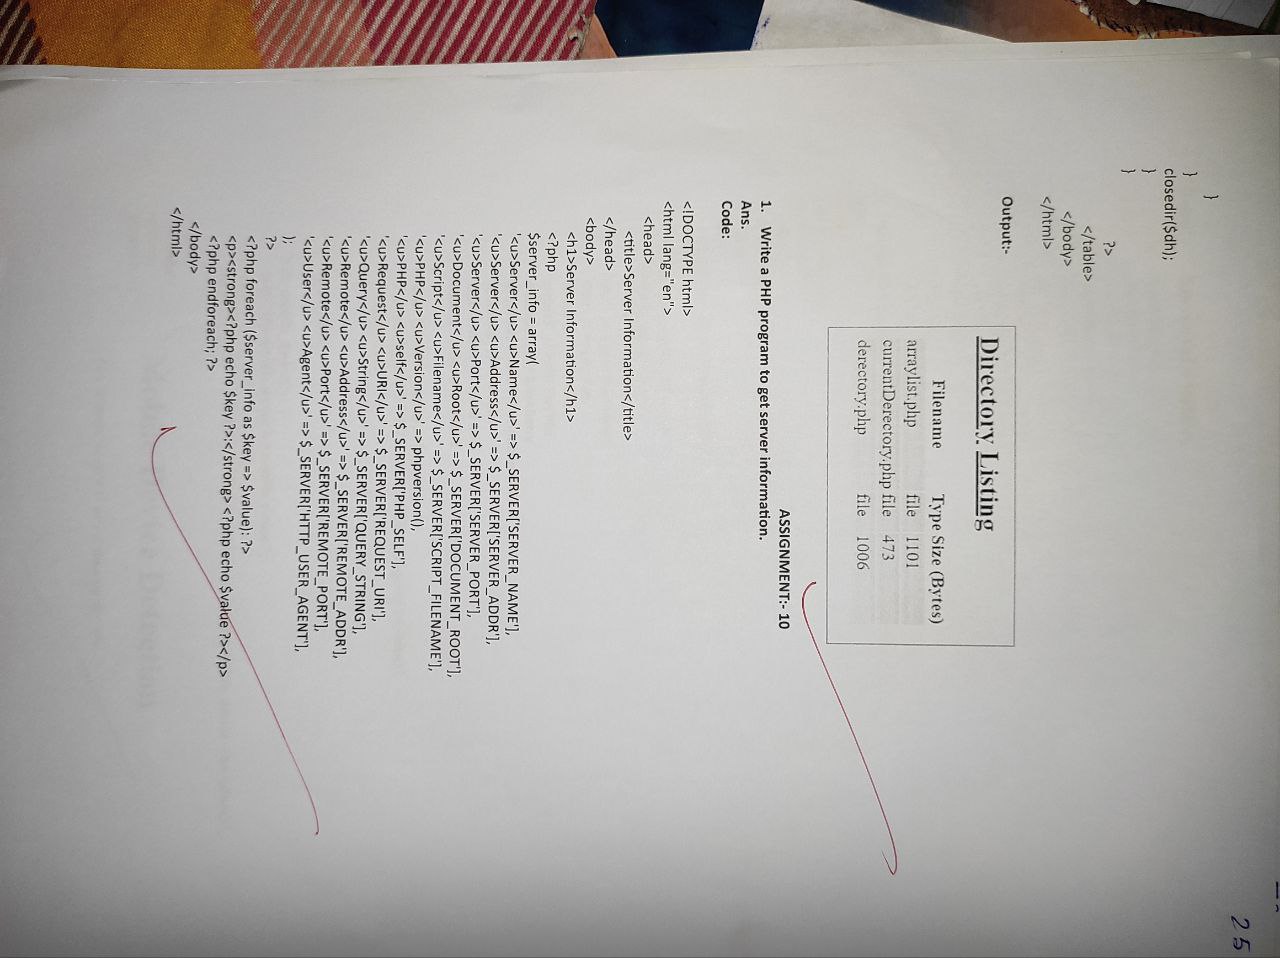 25
}
}
closedir($dh);
}
}
?>
</table>
</body>
</html>
Output:-
Directory Listing
Filename Type Size (Bytes)
arraylist.php file 1101
currentDerectory.php file 473
derectory.php file 1006
ASSIGNMENT:- 10
1. Write a PHP program to get server information.
Ans.
Code:
<!DOCTYPE html>
<html lang="en">
<head>
<title>Server Information</title>
</head>
<body>
<h1>Server Information</h1>
<?php
$server_info = array(
'<u>Server</u> <u>Name</u>' => $_SERVER['SERVER_NAME'],
'<u>Server</u> <u>Address</u>' => $_SERVER['SERVER_ADDR'],
'<u>Server</u> <u>Port</u>' => $_SERVER['SERVER_PORT'],
'<u>Document</u> <u>Root</u>' => $_SERVER['DOCUMENT_ROOT'],
'<u>Script</u> <u>Filename</u>' => $_SERVER['SCRIPT_FILENAME'],
'<u>PHP</u> <u>Version</u>' => phpversion(),
'<u>PHP</u> <u>self</u>' => $_SERVER['PHP_SELF'],
'<u>Request</u> <u>URI</u>' => $_SERVER['REQUEST_URI'],
'<u>Query</u> <u>String</u>' => $_SERVER['QUERY_STRING'],
'<u>Remote</u> <u>Address</u>' => $_SERVER['REMOTE_ADDR'],
'<u>Remote</u> <u>Port</u>' => $_SERVER['REMOTE_PORT'],
'<u>User</u> <u>Agent</u>' => $_SERVER['HTTP_USER_AGENT'],
);
?>
<?php foreach ($server_info as $key => $value): ?>
<p><strong><?php echo $key ?>:</strong> <?php echo $value ?></p>
<?php endforeach; ?>
</body>
</html>